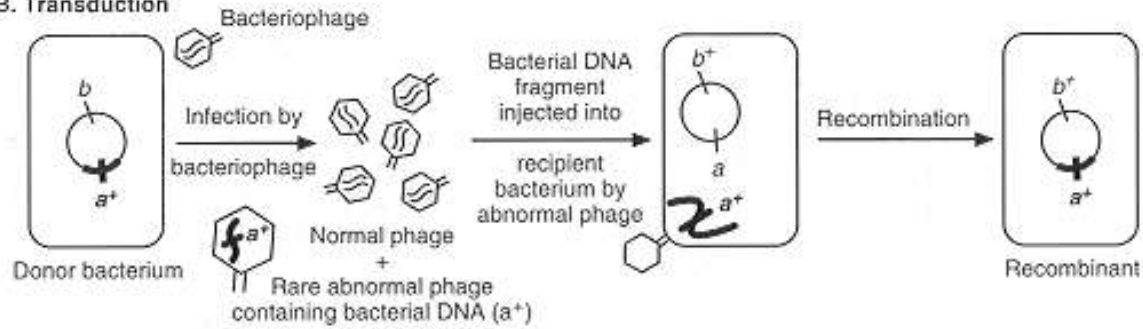 B. Transduction
Bacteriophage
b
a⁺
Donor bacterium
Infection by
bacteriophage
a⁺
Normal phage
+
Rare abnormal phage
containing bacterial DNA (a⁺)
Bacterial DNA
fragment
injected into
recipient
bacterium by
abnormal phage
b⁺
a
a⁺
Recombination
b⁺
a⁺
Recombinant